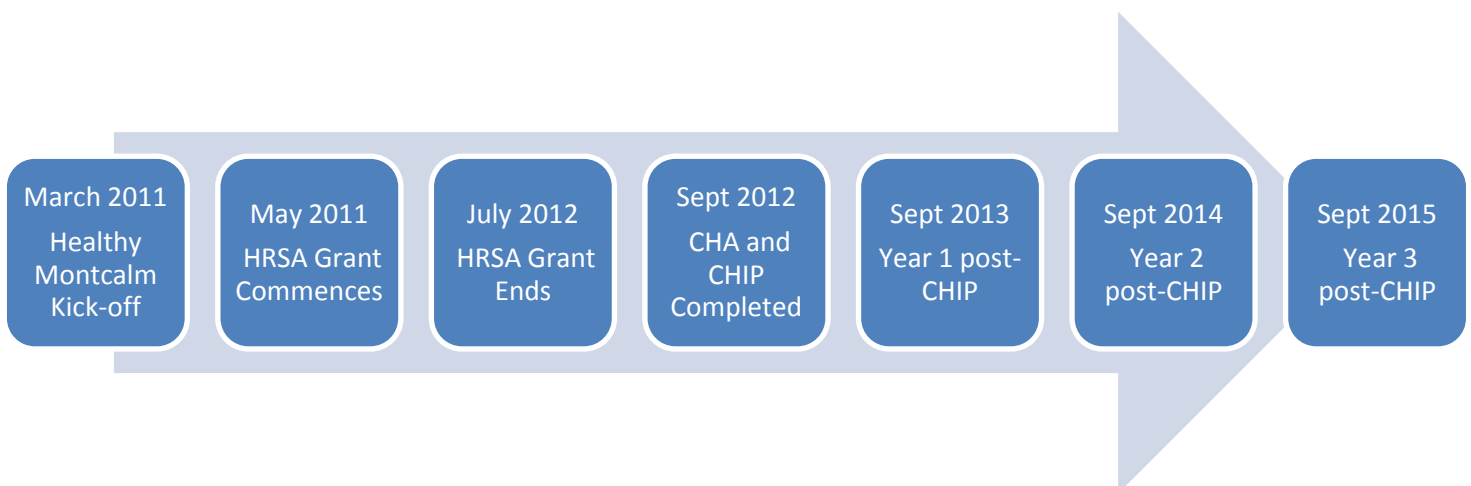 March 2011
Healthy
Montcalm
Kick-off
May 2011
HRSA Grant
Commences
July 2012
HRSA Grant
Ends
Sept 2012
CHA and
CHIP
Completed
Sept 2013
Year 1 post-
CHIP
Sept 2014
Year 2
post-CHIP
Sept 2015
Year 3
post-CHIP